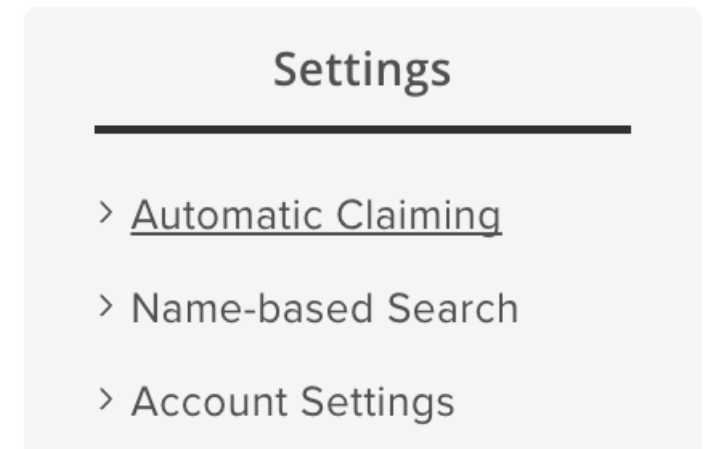 Settings
Automatic Claiming
Name-based Search
Account Settings